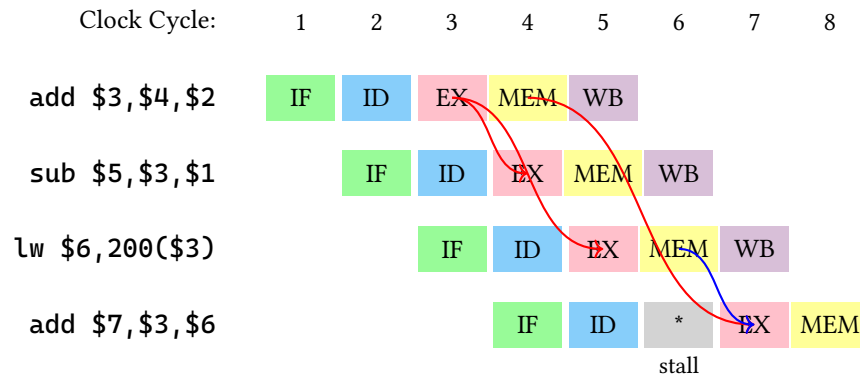 Clock Cycle: 1 2 3 4 5 6 7 8
add $3,$4,$2 IF ID EX MEM WB
sub $5,$3,$1 IF ID EX MEM WB
lw $6,200($3) IF ID EX MEM WB
add $7,$3,$6 IF ID * EX MEM
stall